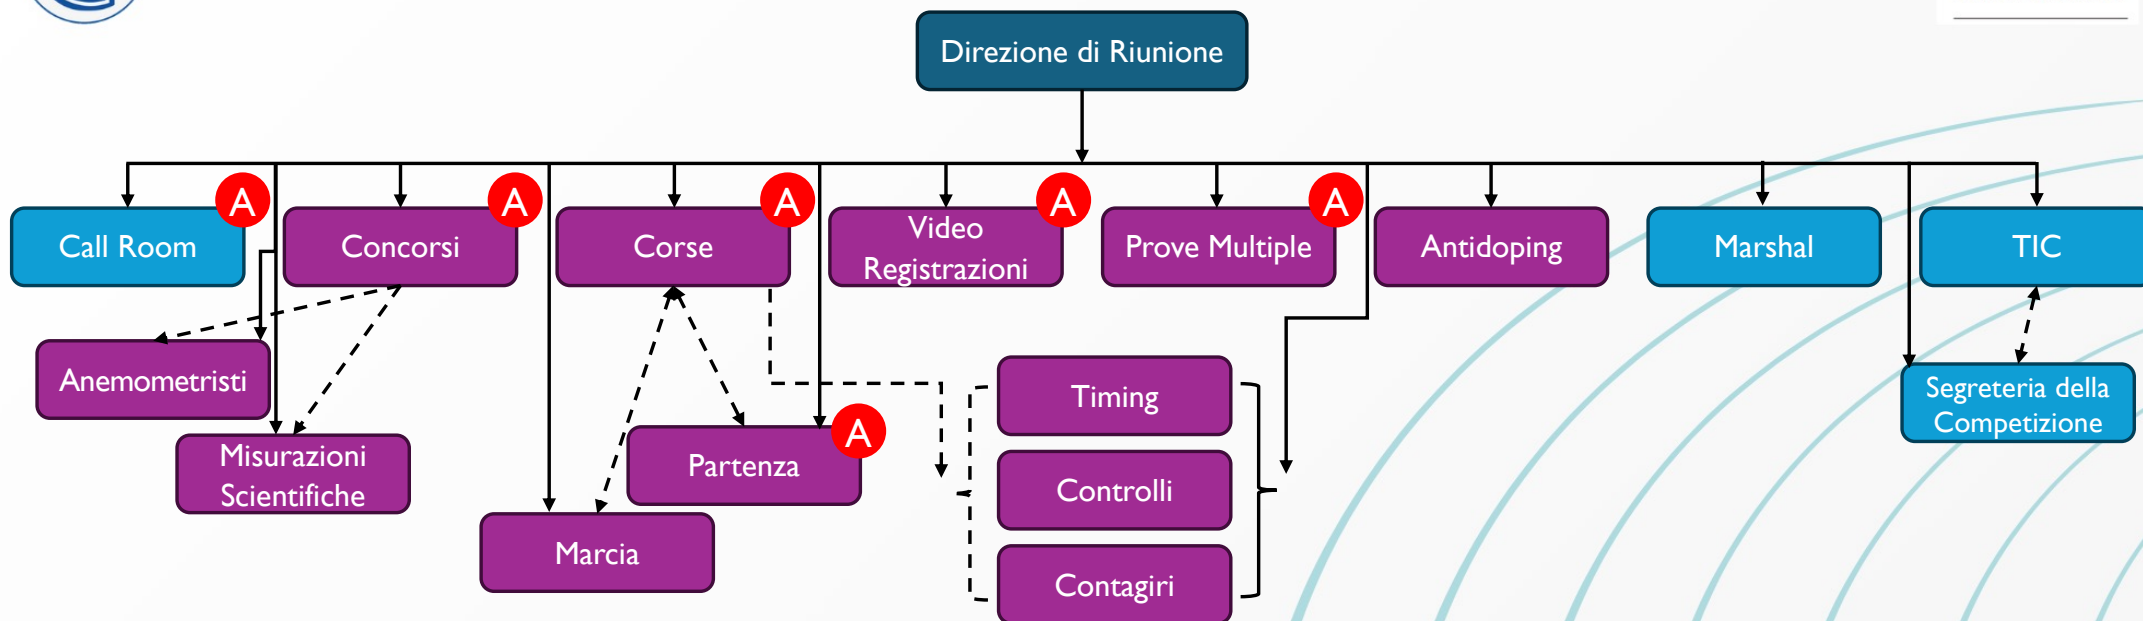 Direzione di Riunione
A
A
A
A
A
Call Room
Concorsi
Corse
Video
Registrazioni
Prove Multiple
Antidoping
Marshal
TIC
Anemometristi
Misurazioni
Scientifiche
Partenza
A
Marcia
Timing
Controlli
Contagiri
Segreteria della
Competizione